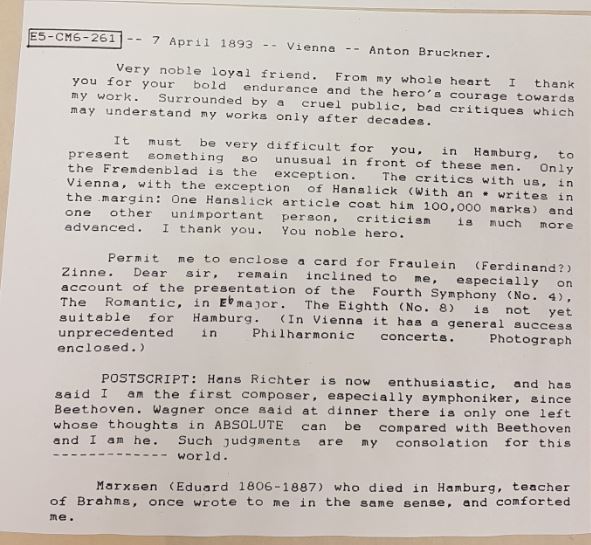 E5-CM6-261 -- 7 April 1893 -- Vienna -- Anton Bruckner.
Very noble loyal friend. From my whole heart I thank
you for your bold endurance and the hero's courage towards
my work. Surrounded by a cruel public, bad critiques which
may understand my works only after decades.
It must be very difficult for you, in Hamburg, to
present something so unusual in front of these men. Only
the Fremdenblad is the exception. The critics with us, in
Vienna, with the exception of Hanslick (With an * writes in
the margin: One Hanslick article cost him 100,000 marks) and
one other unimportant person, criticism is much more
advanced. I thank you. You noble hero.
Permit me to enclose a card for Fraulein (Ferdinand?)
Zinne. Dear sir, remain inclined to me, especially on
account of the presentation of the Fourth Symphony (No. 4),
The Romantic, in E♭ major. The Eighth (No. 8) is not yet
suitable for Hamburg. (In Vienna it has a general success
unprecedented in Philharmonic concerts. Photograph
enclosed.)
POSTSCRIPT: Hans Richter is now enthusiastic, and has
said I am the first composer, especially symphoniker, since
Beethoven. Wagner once said at dinner there is only one left
whose thoughts in ABSOLUTE can be compared with Beethoven
and I am he. Such judgments are my consolation for this
------------- world.
Marxsen (Eduard 1806-1887) who died in Hamburg, teacher
of Brahms, once wrote to me in the same sense, and comforted
me.